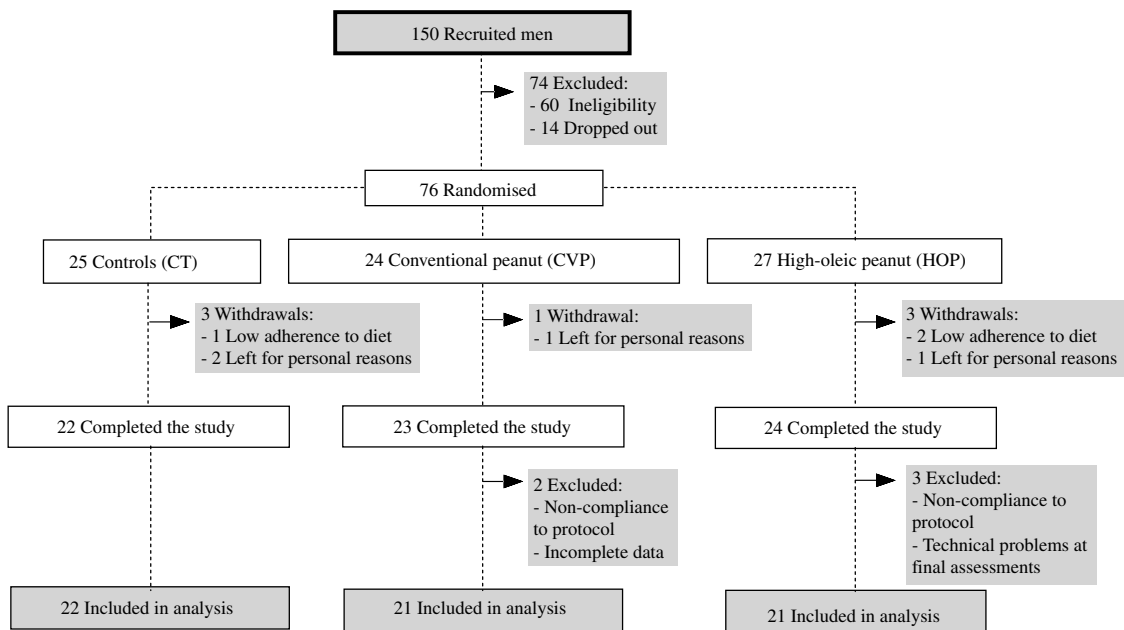 150 Recruited men
74 Excluded:
- 60 Ineligibility
- 14 Dropped out
76 Randomised
25 Controls (CT)
24 Conventional peanut (CVP)
27 High-oleic peanut (HOP)
3 Withdrawals:
- 1 Low adherence to diet
- 2 Left for personal reasons
1 Withdrawal:
- 1 Left for personal reasons
3 Withdrawals:
- 2 Low adherence to diet
- 1 Left for personal reasons
22 Completed the study
23 Completed the study
24 Completed the study
2 Excluded:
- Non-compliance
to protocol
- Incomplete data
3 Excluded:
- Non-compliance to
protocol
- Technical problems at
final assessments
22 Included in analysis
21 Included in analysis
21 Included in analysis